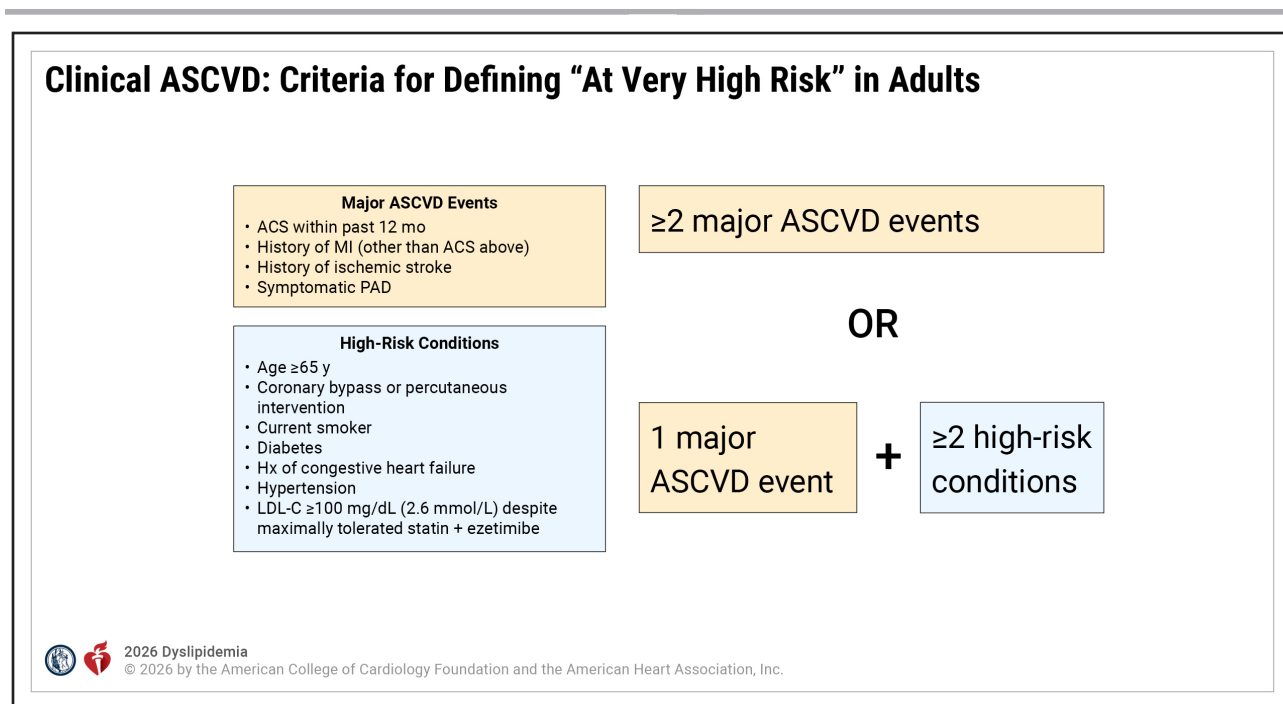 Clinical ASCVD: Criteria for Defining “At Very High Risk” in Adults
Major ASCVD Events
• ACS within past 12 mo
• History of MI (other than ACS above)
• History of ischemic stroke
• Symptomatic PAD
High-Risk Conditions
• Age ≥65 y
• Coronary bypass or percutaneous
intervention
• Current smoker
• Diabetes
• Hx of congestive heart failure
• Hypertension
• LDL-C ≥100 mg/dL (2.6 mmol/L) despite
maximally tolerated statin + ezetimibe
≥2 major ASCVD events
OR
1 major
ASCVD event
+
≥2 high-risk
conditions
2026 Dyslipidemia
© 2026 by the American College of Cardiology Foundation and the American Heart Association, Inc.